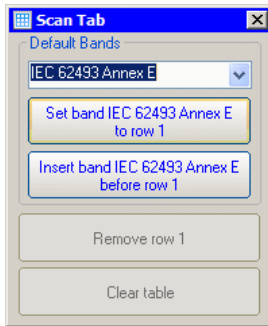 Scan Tab
Default Bands
IEC 62493 Annex E
Set band IEC 62493 Annex E
to row 1
Insert band IEC 62493 Annex E
before row 1
Remove row 1
Clear table